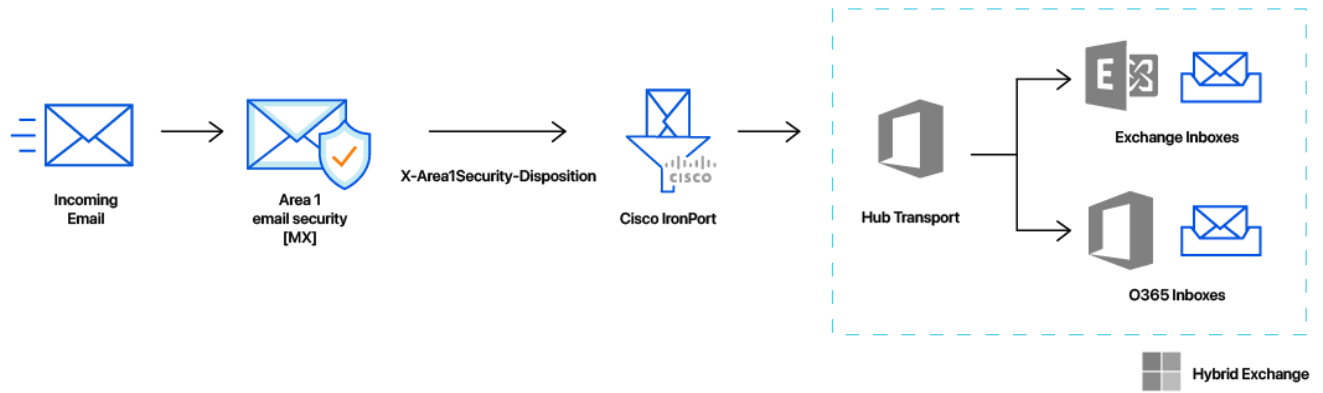 Incoming
Email
Area 1
email security
[MX]
X-Area1Security-Disposition
CISCO
Cisco IronPort
Hub Transport
E
Exchange Inboxes
O365 Inboxes
Hybrid Exchange